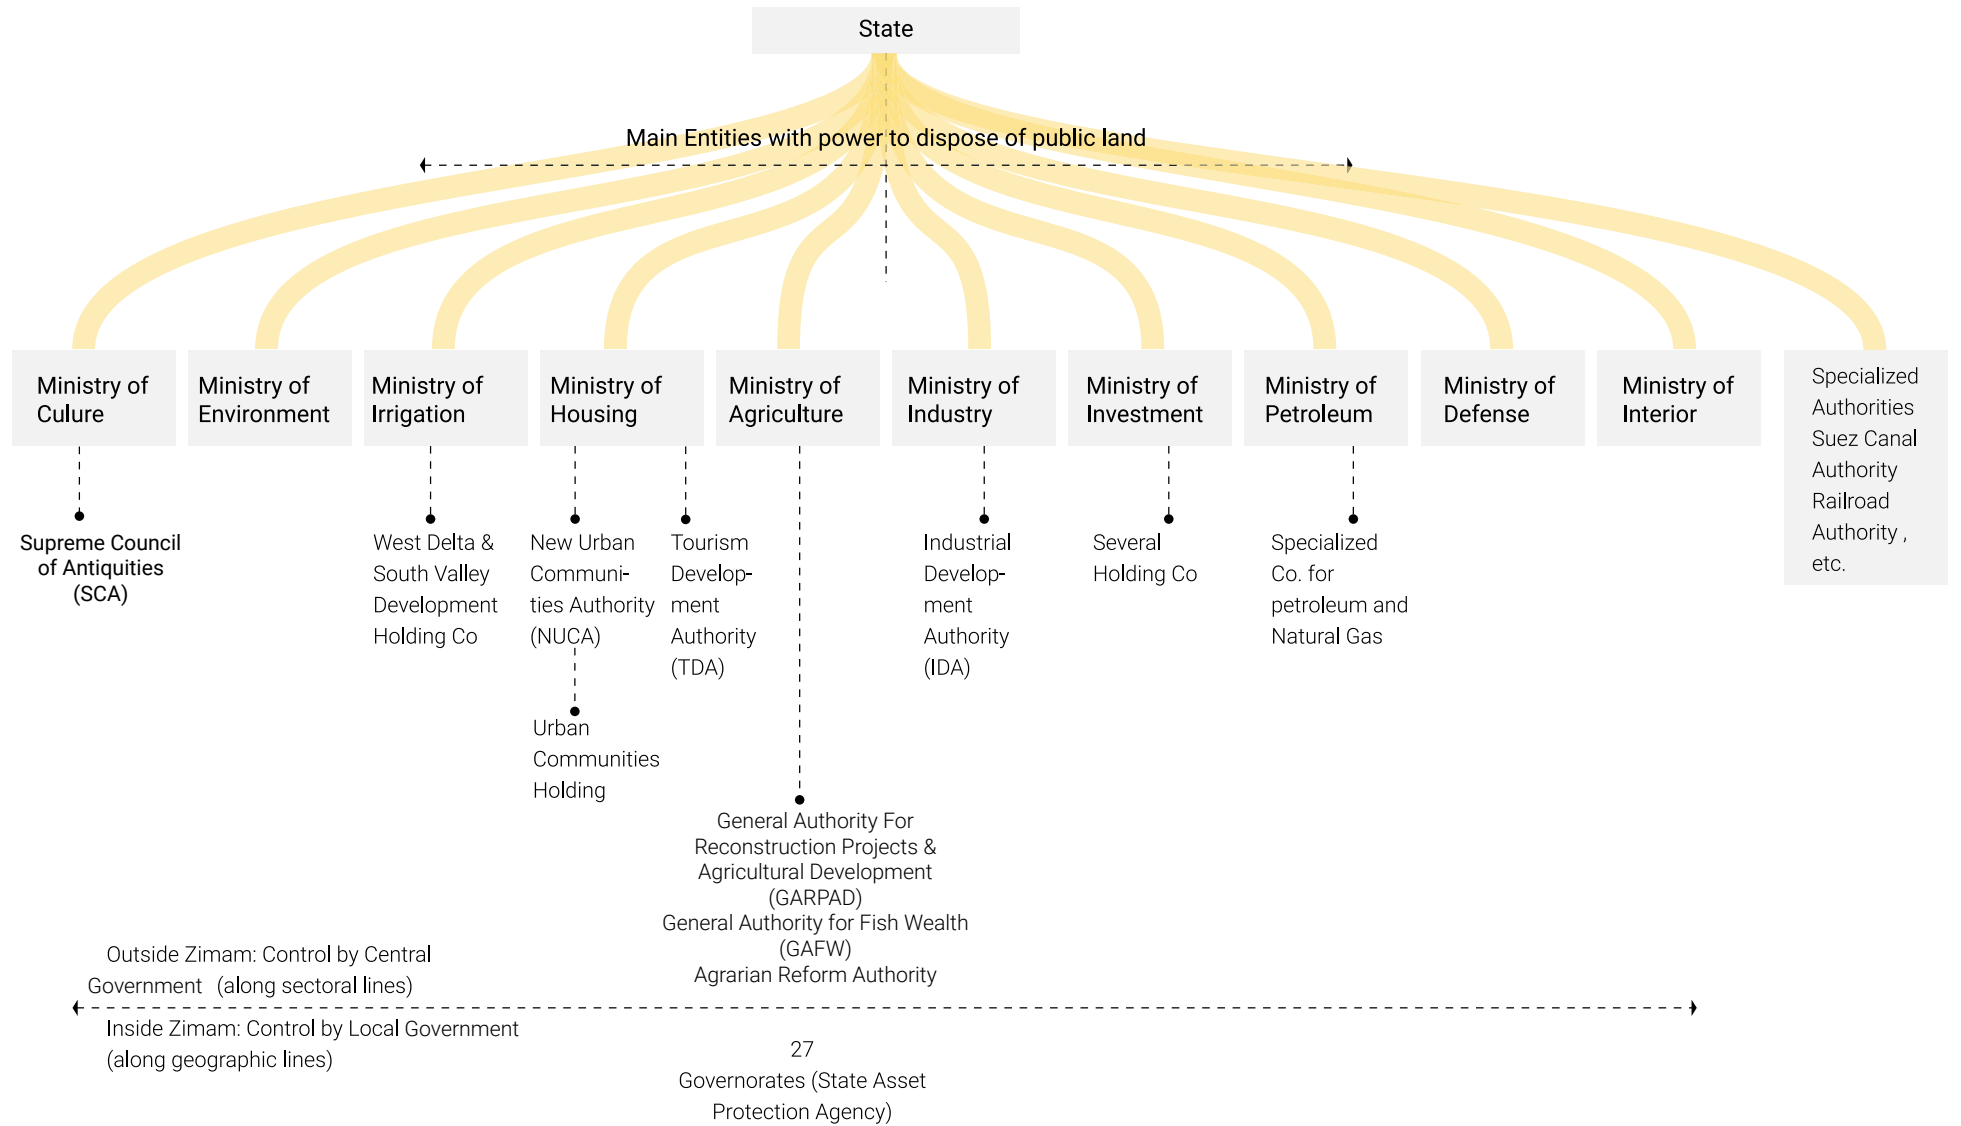 State
Main Entities with power to dispose of public land
Ministry of
Culure
Ministry of
Environment
Ministry of
Irrigation
Ministry of
Housing
Ministry of
Agriculture
Ministry of
Industry
Ministry of
Investment
Ministry of
Petroleum
Ministry of
Defense
Ministry of
Interior
Specialized
Authorities
Suez Canal
Authority
Railroad
Authority ,
etc.
Supreme Council
of Antiquities
(SCA)
West Delta &
South Valley
Development
Holding Co
New Urban
Communi-
ties Authority
(NUCA)
Urban
Communities
Holding
Tourism
Develop-
ment
Authority
(TDA)
General Authority For
Reconstruction Projects &
Agricultural Development
(GARPAD)
General Authority for Fish Wealth
(GAFW)
Agrarian Reform Authority
Industrial
Develop-
ment
Authority
(IDA)
Several
Holding Co
Specialized
Co. for
petroleum and
Natural Gas
Outside Zimam: Control by Central
Government (along sectoral lines)
Inside Zimam: Control by Local Government
(along geographic lines)
27
Governorates (State Asset
Protection Agency)